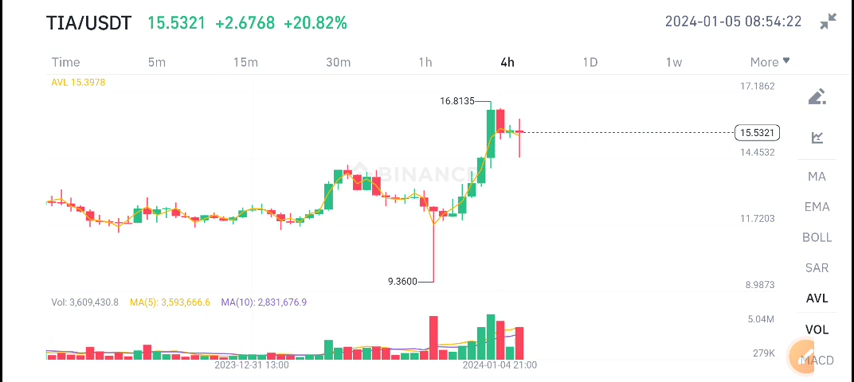 TIA/USDT 15.5321 +2.6768 +20.82% 2024-01-05 08:54:22
Time 5m 15m 30m 1h 4h 1D 1w More
AVL 15.3978
17.1862
16.8135
15.5321
14.4532
BINANCE
11.7203
9.3600
8.9873
MA
EMA
BOLL
SAR
AVL
VOL
MACD
Vol: 3,609,430.8 MA(5): 3,593,666.6 MA(10): 2,831,676.9
5.04M
279K
2023-12-31 13:00 2024-01-04 21:00